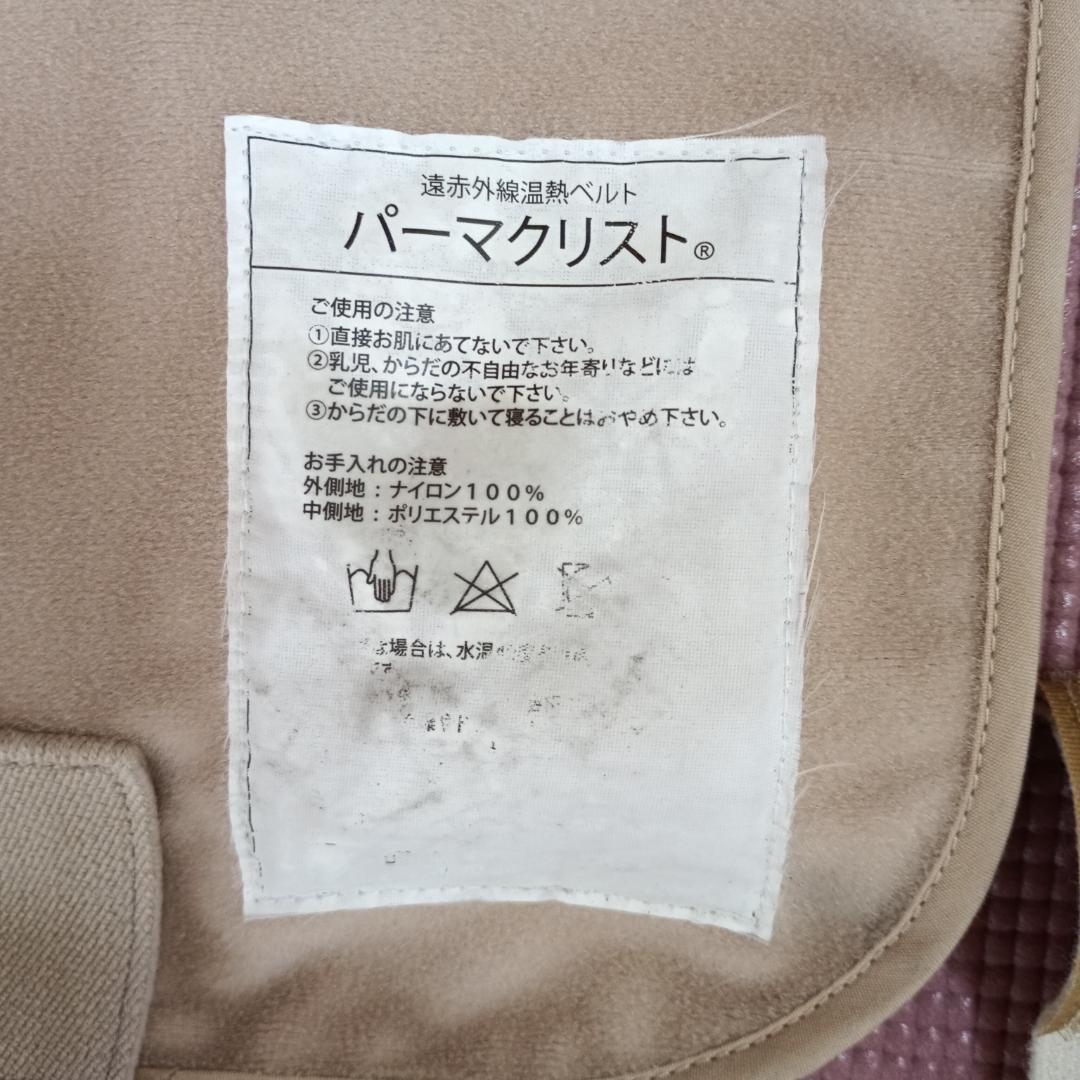 遠赤外線温熱ベルト
パーマクリスト®
ご使用の注意
①直接お肌にあてないで下さい。
②乳児、からだの不自由なお年寄りなどには
ご使用にならないで下さい。
③からだの下に敷いて寝ることはおやめ下さい。
お手入れの注意
外側地：ナイロン１００％
中側地：ポリエステル１００％
場合は、水温